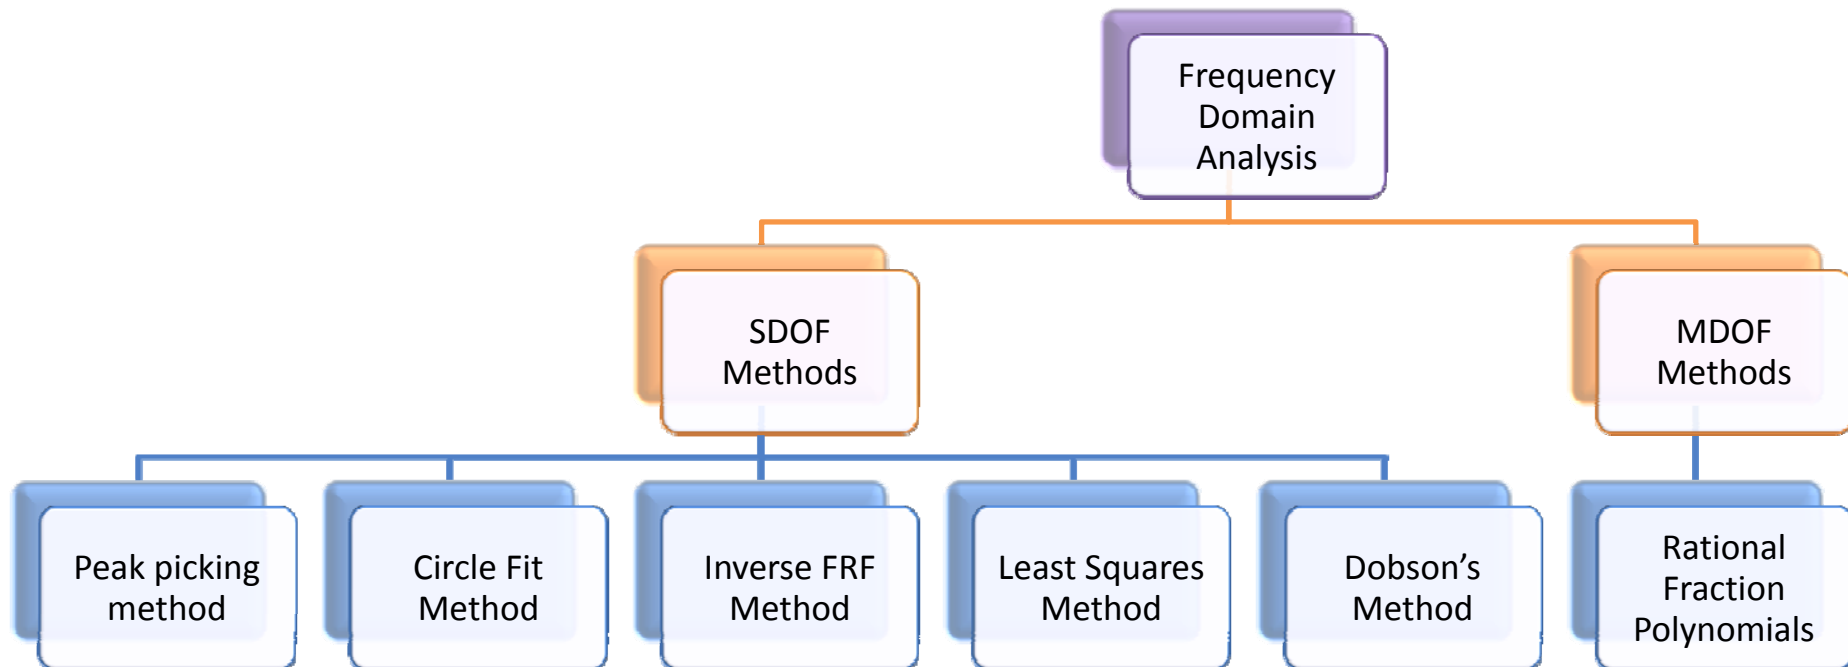 Frequency
Domain
Analysis
SDOF
Methods
MDOF
Methods
Peak picking
method
Circle Fit
Method
Inverse FRF
Method
Least Squares
Method
Dobson’s
Method
Rational
Fraction
Polynomials